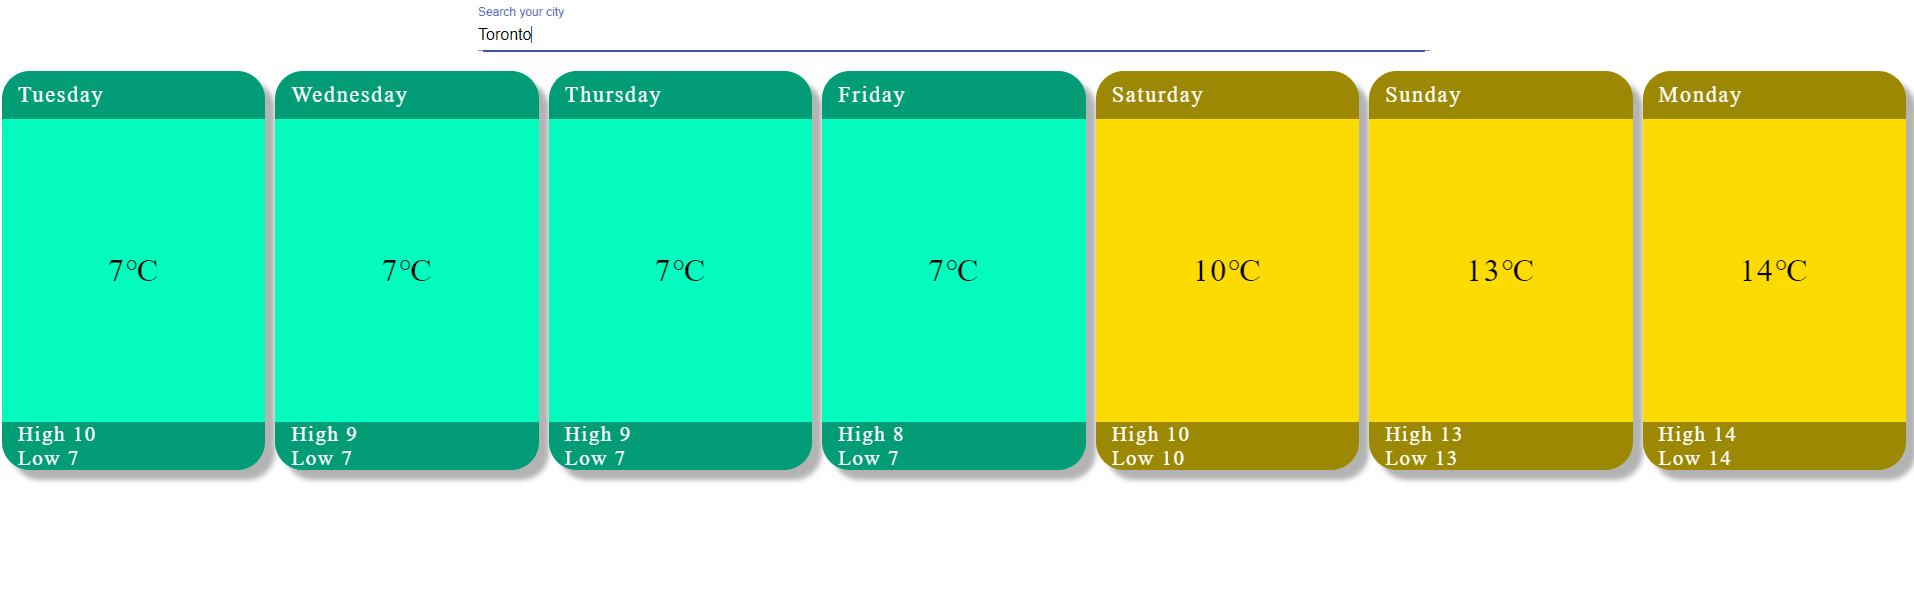 Search your city
Toronto
Tuesday
7°C
High 10
Low 7
Wednesday
7°C
High 9
Low 7
Thursday
7°C
High 9
Low 7
Friday
7°C
High 8
Low 7
Saturday
10°C
High 10
Low 10
Sunday
13°C
High 13
Low 13
Monday
14°C
High 14
Low 14